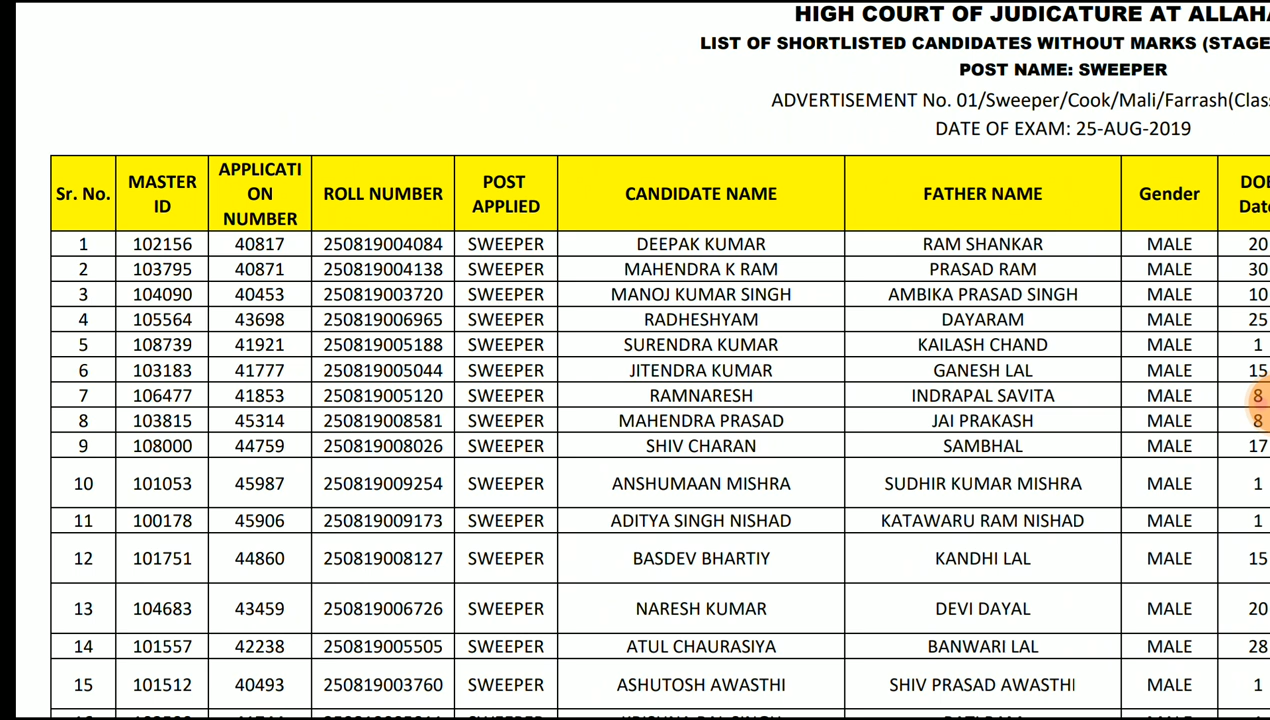 HIGH COURT OF JUDICATURE AT ALLAHA
LIST OF SHORTLISTED CANDIDATES WITHOUT MARKS (STAGE
POST NAME: SWEEPER
ADVERTISEMENT No. 01/Sweeper/Cook/Mali/Farrash(Clas
DATE OF EXAM: 25-AUG-2019
Sr. No. MASTER ID APPLICATI ON NUMBER ROLL NUMBER POST APPLIED CANDIDATE NAME FATHER NAME Gender DOB Date
1 102156 40817 250819004084 SWEEPER DEEPAK KUMAR RAM SHANKAR MALE 20
2 103795 40871 250819004138 SWEEPER MAHENDRA K RAM PRASAD RAM MALE 30
3 104090 40453 250819003720 SWEEPER MANOJ KUMAR SINGH AMBIKA PRASAD SINGH MALE 10
4 105564 43698 250819006965 SWEEPER RADHESHYAM DAYARAM MALE 25
5 108739 41921 250819005188 SWEEPER SURENDRA KUMAR KAILASH CHAND MALE 1
6 103183 41777 250819005044 SWEEPER JITENDRA KUMAR GANESH LAL MALE 15
7 106477 41853 250819005120 SWEEPER RAMNARESH INDRAPAL SAVITA MALE 8
8 103815 45314 250819008581 SWEEPER MAHENDRA PRASAD JAI PRAKASH MALE 8
9 108000 44759 250819008026 SWEEPER SHIV CHARAN SAMBHAL MALE 17
10 101053 45987 250819009254 SWEEPER ANSHUMAAN MISHRA SUDHIR KUMAR MISHRA MALE 1
11 100178 45906 250819009173 SWEEPER ADITYA SINGH NISHAD KATAWARU RAM NISHAD MALE 1
12 101751 44860 250819008127 SWEEPER BASDEV BHARTIY KANDHI LAL MALE 15
13 104683 43459 250819006726 SWEEPER NARESH KUMAR DEVI DAYAL MALE 20
14 101557 42238 250819005505 SWEEPER ATUL CHAURASIYA BANWARI LAL MALE 28
15 101512 40493 250819003760 SWEEPER ASHUTOSH AWASTHI SHIV PRASAD AWASTHI MALE 1